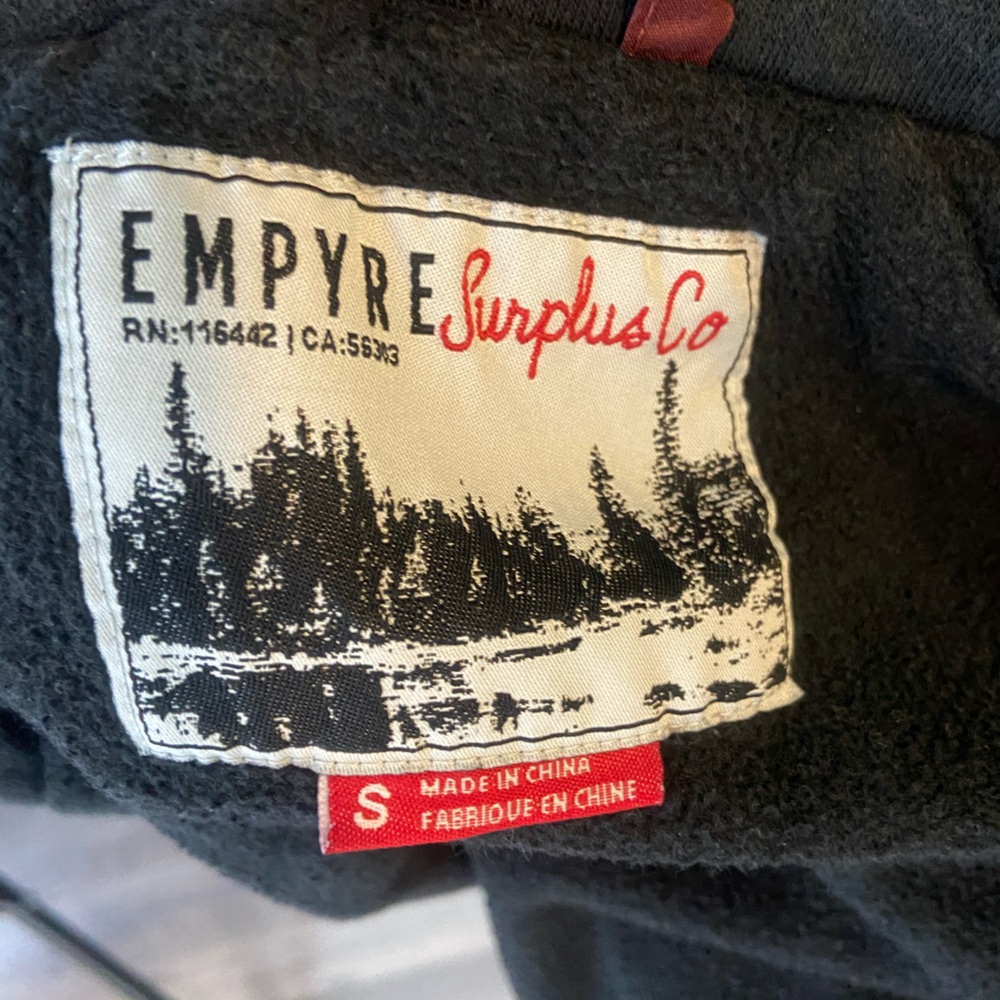 EMPYRE Surplus Co
RN:116442 | CA:56303
S
MADE IN CHINA
FABRIQUE EN CHINE